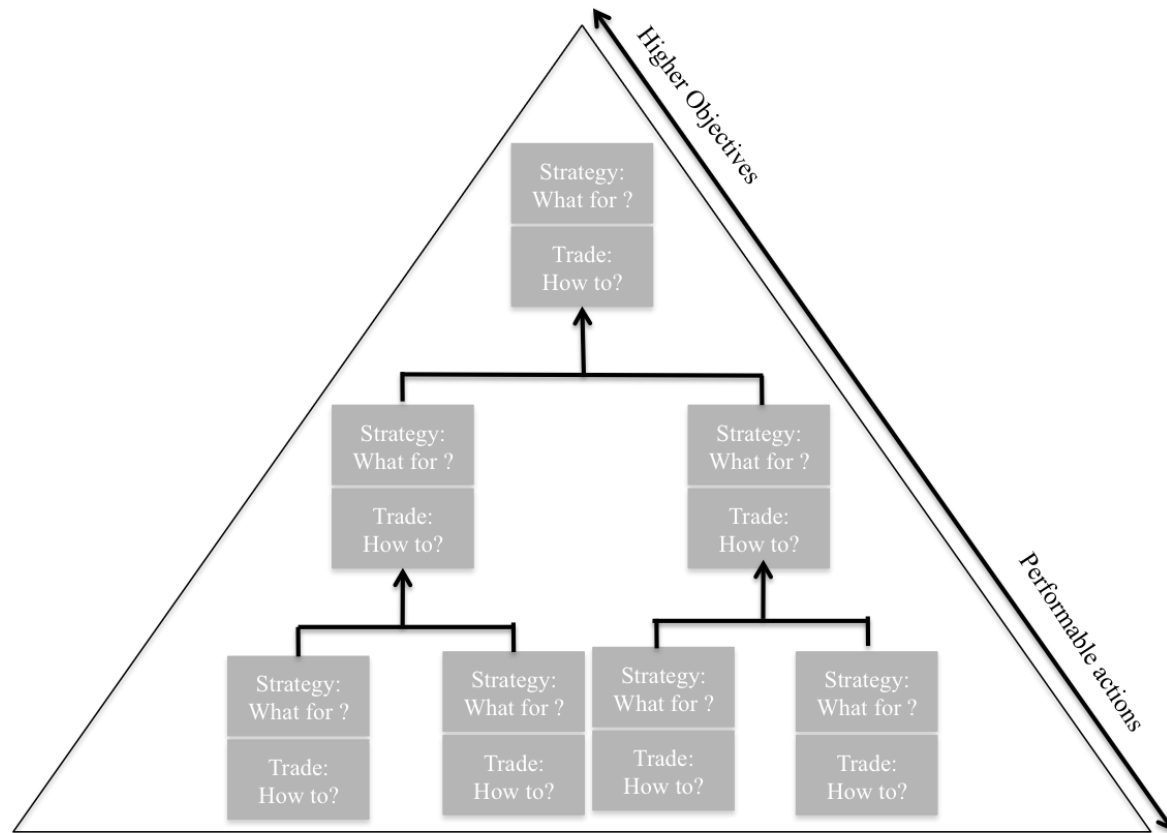 Higher Objectives
Strategy:
What for ?
Trade:
How to?
Strategy:
What for ?
Trade:
How to?
Strategy:
What for ?
Trade:
How to?
Performable actions
Strategy:
What for ?
Trade:
How to?
Strategy:
What for ?
Trade:
How to?
Strategy:
What for ?
Trade:
How to?
Strategy:
What for ?
Trade:
How to?